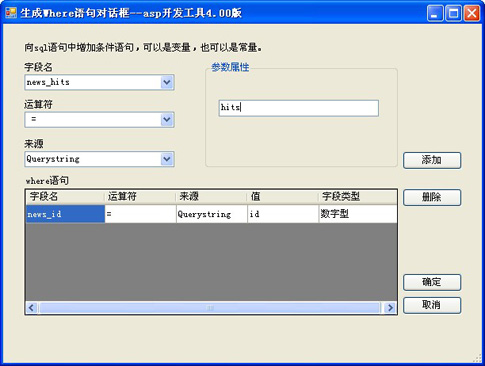 生成Where语句对话框--asp开发工具4.00版
向sql语句中增加条件语句,可以是变量,也可以是常量。
字段名
参数属性
news_hits
hits
运算符
=
来源
Querystring
添加
where语句
字段名 运算符 来源 值 字段类型
删除
news_id = Querystring id 数字型
确定
取消